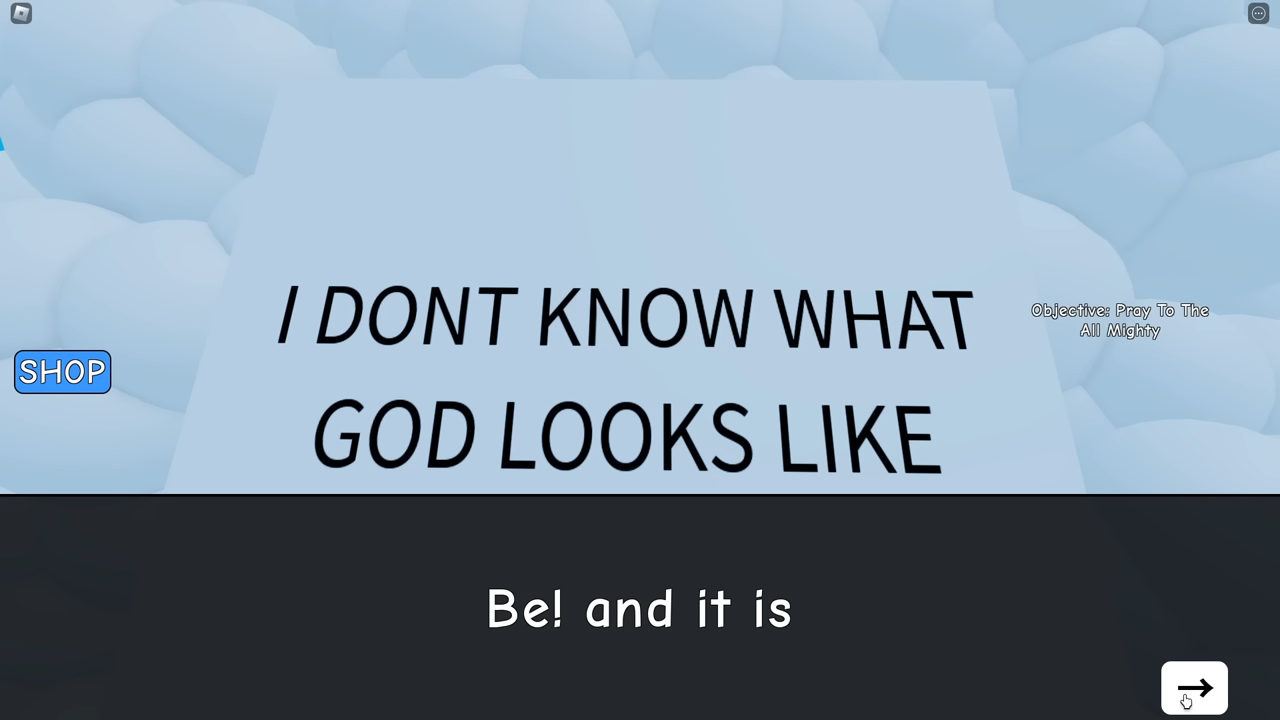 I DONT KNOW WHAT
GOD LOOKS LIKE
Objective: Pray To The
All Mighty
SHOP
Be! and it is